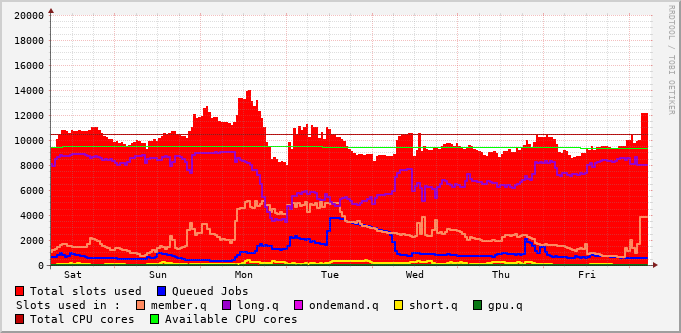 20000
18000
16000
14000
12000
10000
8000
6000
4000
2000
0
Sat Sun Mon Tue Wed Thu Fri
RRDTOOL / TOBI OETIKER
Total slots used Queued Jobs
Slots used in : member.q long.q ondemand.q short.q gpu.q
Total CPU cores Available CPU cores